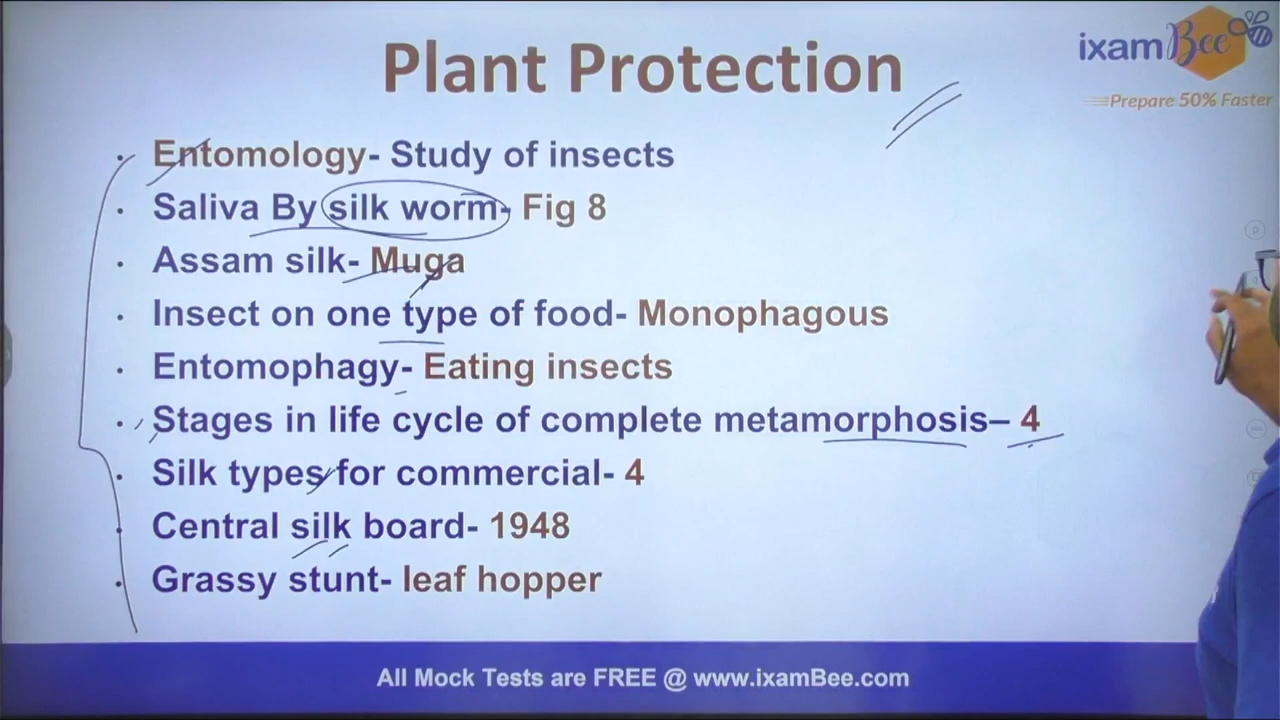 Plant Protection
ixamBee
Prepare 50% Faster
Entomology- Study of insects
Saliva By silk worm- Fig 8
Assam silk- Muga
Insect on one type of food- Monophagous
Entomophagy- Eating insects
Stages in life cycle of complete metamorphosis– 4
Silk types for commercial- 4
Central silk board- 1948
Grassy stunt- leaf hopper
All Mock Tests are FREE @ www.ixamBee.com